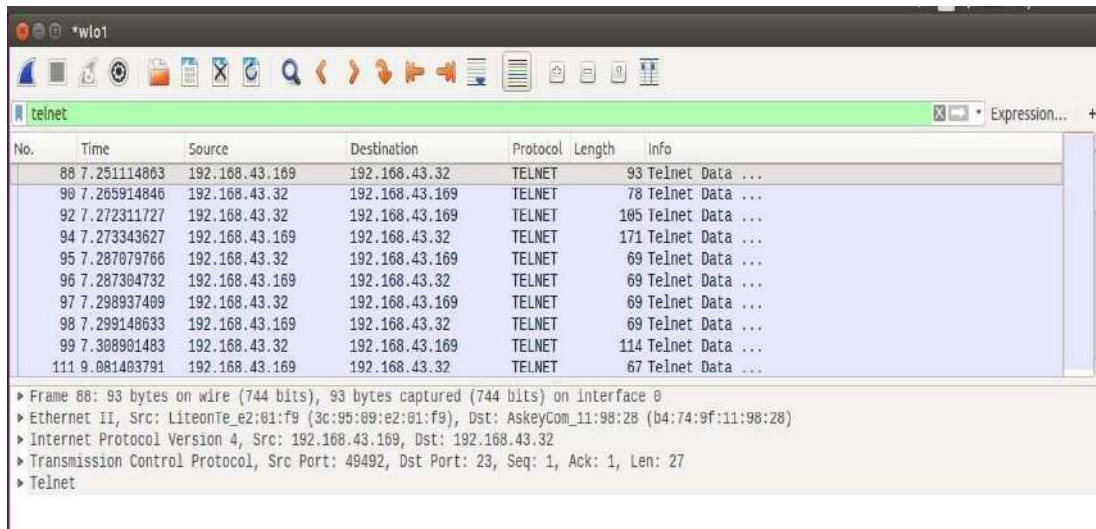 *wlo1
telnet Expression... +
No. Time Source Destination Protocol Length Info
88 7.251114863 192.168.43.169 192.168.43.32 TELNET 93 Telnet Data ...
90 7.265914846 192.168.43.32 192.168.43.169 TELNET 78 Telnet Data ...
92 7.272311727 192.168.43.32 192.168.43.169 TELNET 105 Telnet Data ...
94 7.273343627 192.168.43.169 192.168.43.32 TELNET 171 Telnet Data ...
95 7.287079766 192.168.43.32 192.168.43.169 TELNET 69 Telnet Data ...
96 7.287304732 192.168.43.169 192.168.43.32 TELNET 69 Telnet Data ...
97 7.298937409 192.168.43.32 192.168.43.169 TELNET 69 Telnet Data ...
98 7.299148633 192.168.43.169 192.168.43.32 TELNET 69 Telnet Data ...
99 7.308901483 192.168.43.32 192.168.43.169 TELNET 114 Telnet Data ...
111 9.081403791 192.168.43.169 192.168.43.32 TELNET 67 Telnet Data ...
Frame 88: 93 bytes on wire (744 bits), 93 bytes captured (744 bits) on interface 0
Ethernet II, Src: LiteonTe_e2:01:f9 (3c:95:09:e2:01:f9), Dst: AskeyCom_11:98:28 (b4:74:9f:11:98:28)
Internet Protocol Version 4, Src: 192.168.43.169, Dst: 192.168.43.32
Transmission Control Protocol, Src Port: 49492, Dst Port: 23, Seq: 1, Ack: 1, Len: 27
Telnet